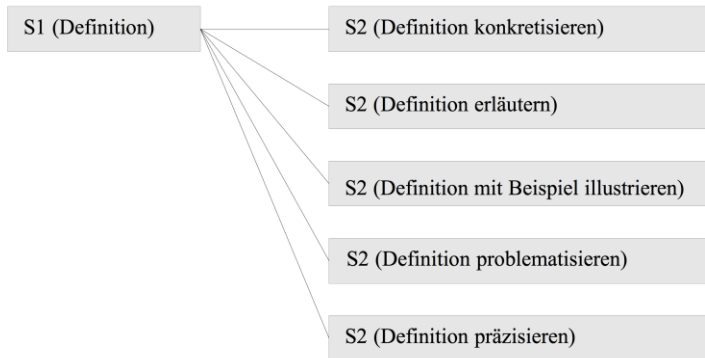 S1 (Definition)
S2 (Definition konkretisieren)
S2 (Definition erläutern)
S2 (Definition mit Beispiel illustrieren)
S2 (Definition problematisieren)
S2 (Definition präzisieren)